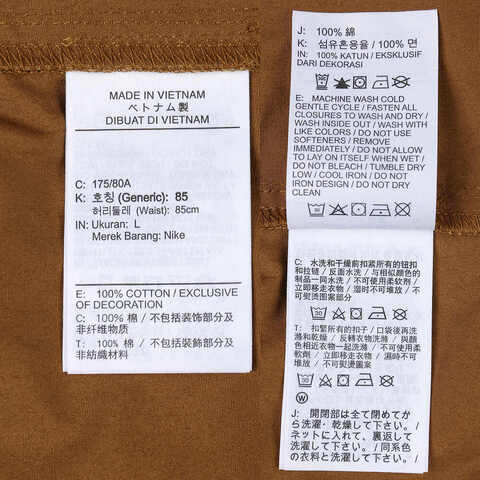 MADE IN VIETNAM
ベトナム製
DIBUAT DI VIETNAM
C: 175/80A
K: 호칭 (Generic): 85
허리둘레 (Waist): 85cm
IN: Ukuran: L
Merek Barang: Nike
E: 100% COTTON / EXCLUSIVE
OF DECORATION
C: 100% 棉 / 不包括装饰部分及
非纤维物质
T: 100% 棉 / 不包括裝飾部分及
非紡織材料
J: 100% 綿
K: 섬유혼용율 / 100% 면
IN: 100% KATUN / EKSKLUSIF
DARI DEKORASI
E: MACHINE WASH COLD
GENTLE CYCLE / FASTEN ALL
CLOSURES TO WASH AND DRY /
WASH INSIDE OUT / WASH WITH
LIKE COLORS / DO NOT USE
SOFTENERS / REMOVE
IMMEDIATELY / DO NOT ALLOW
TO LAY ON ITSELF WHEN WET /
DO NOT BLEACH / TUMBLE DRY
LOW / COOL IRON / DO NOT
IRON DESIGN / DO NOT DRY
CLEAN
C: 水洗和干燥前扣紧所有的钮扣
和拉链 / 反面水洗 / 与相似颜色的
制品一同水洗 / 不可使用柔软剂 /
立即移走衣物 / 湿时不可堆放 / 不
可熨烫图案
T: 扣緊所有的扣子 / 口袋後再洗
滌和乾燥 / 反轉衣物洗滌 / 與顏
色相近衣物一起洗滌 / 不可使用柔
軟劑 / 立即移走衣物 / 濕時不可堆
放 / 不可熨燙圖案
J: 開閉部は全て閉めてか
ら洗濯・乾燥して下さい。/
ネットに入れて、裏返して
洗濯して下さい。/ 同系色
の衣料と洗濯して下さい。/